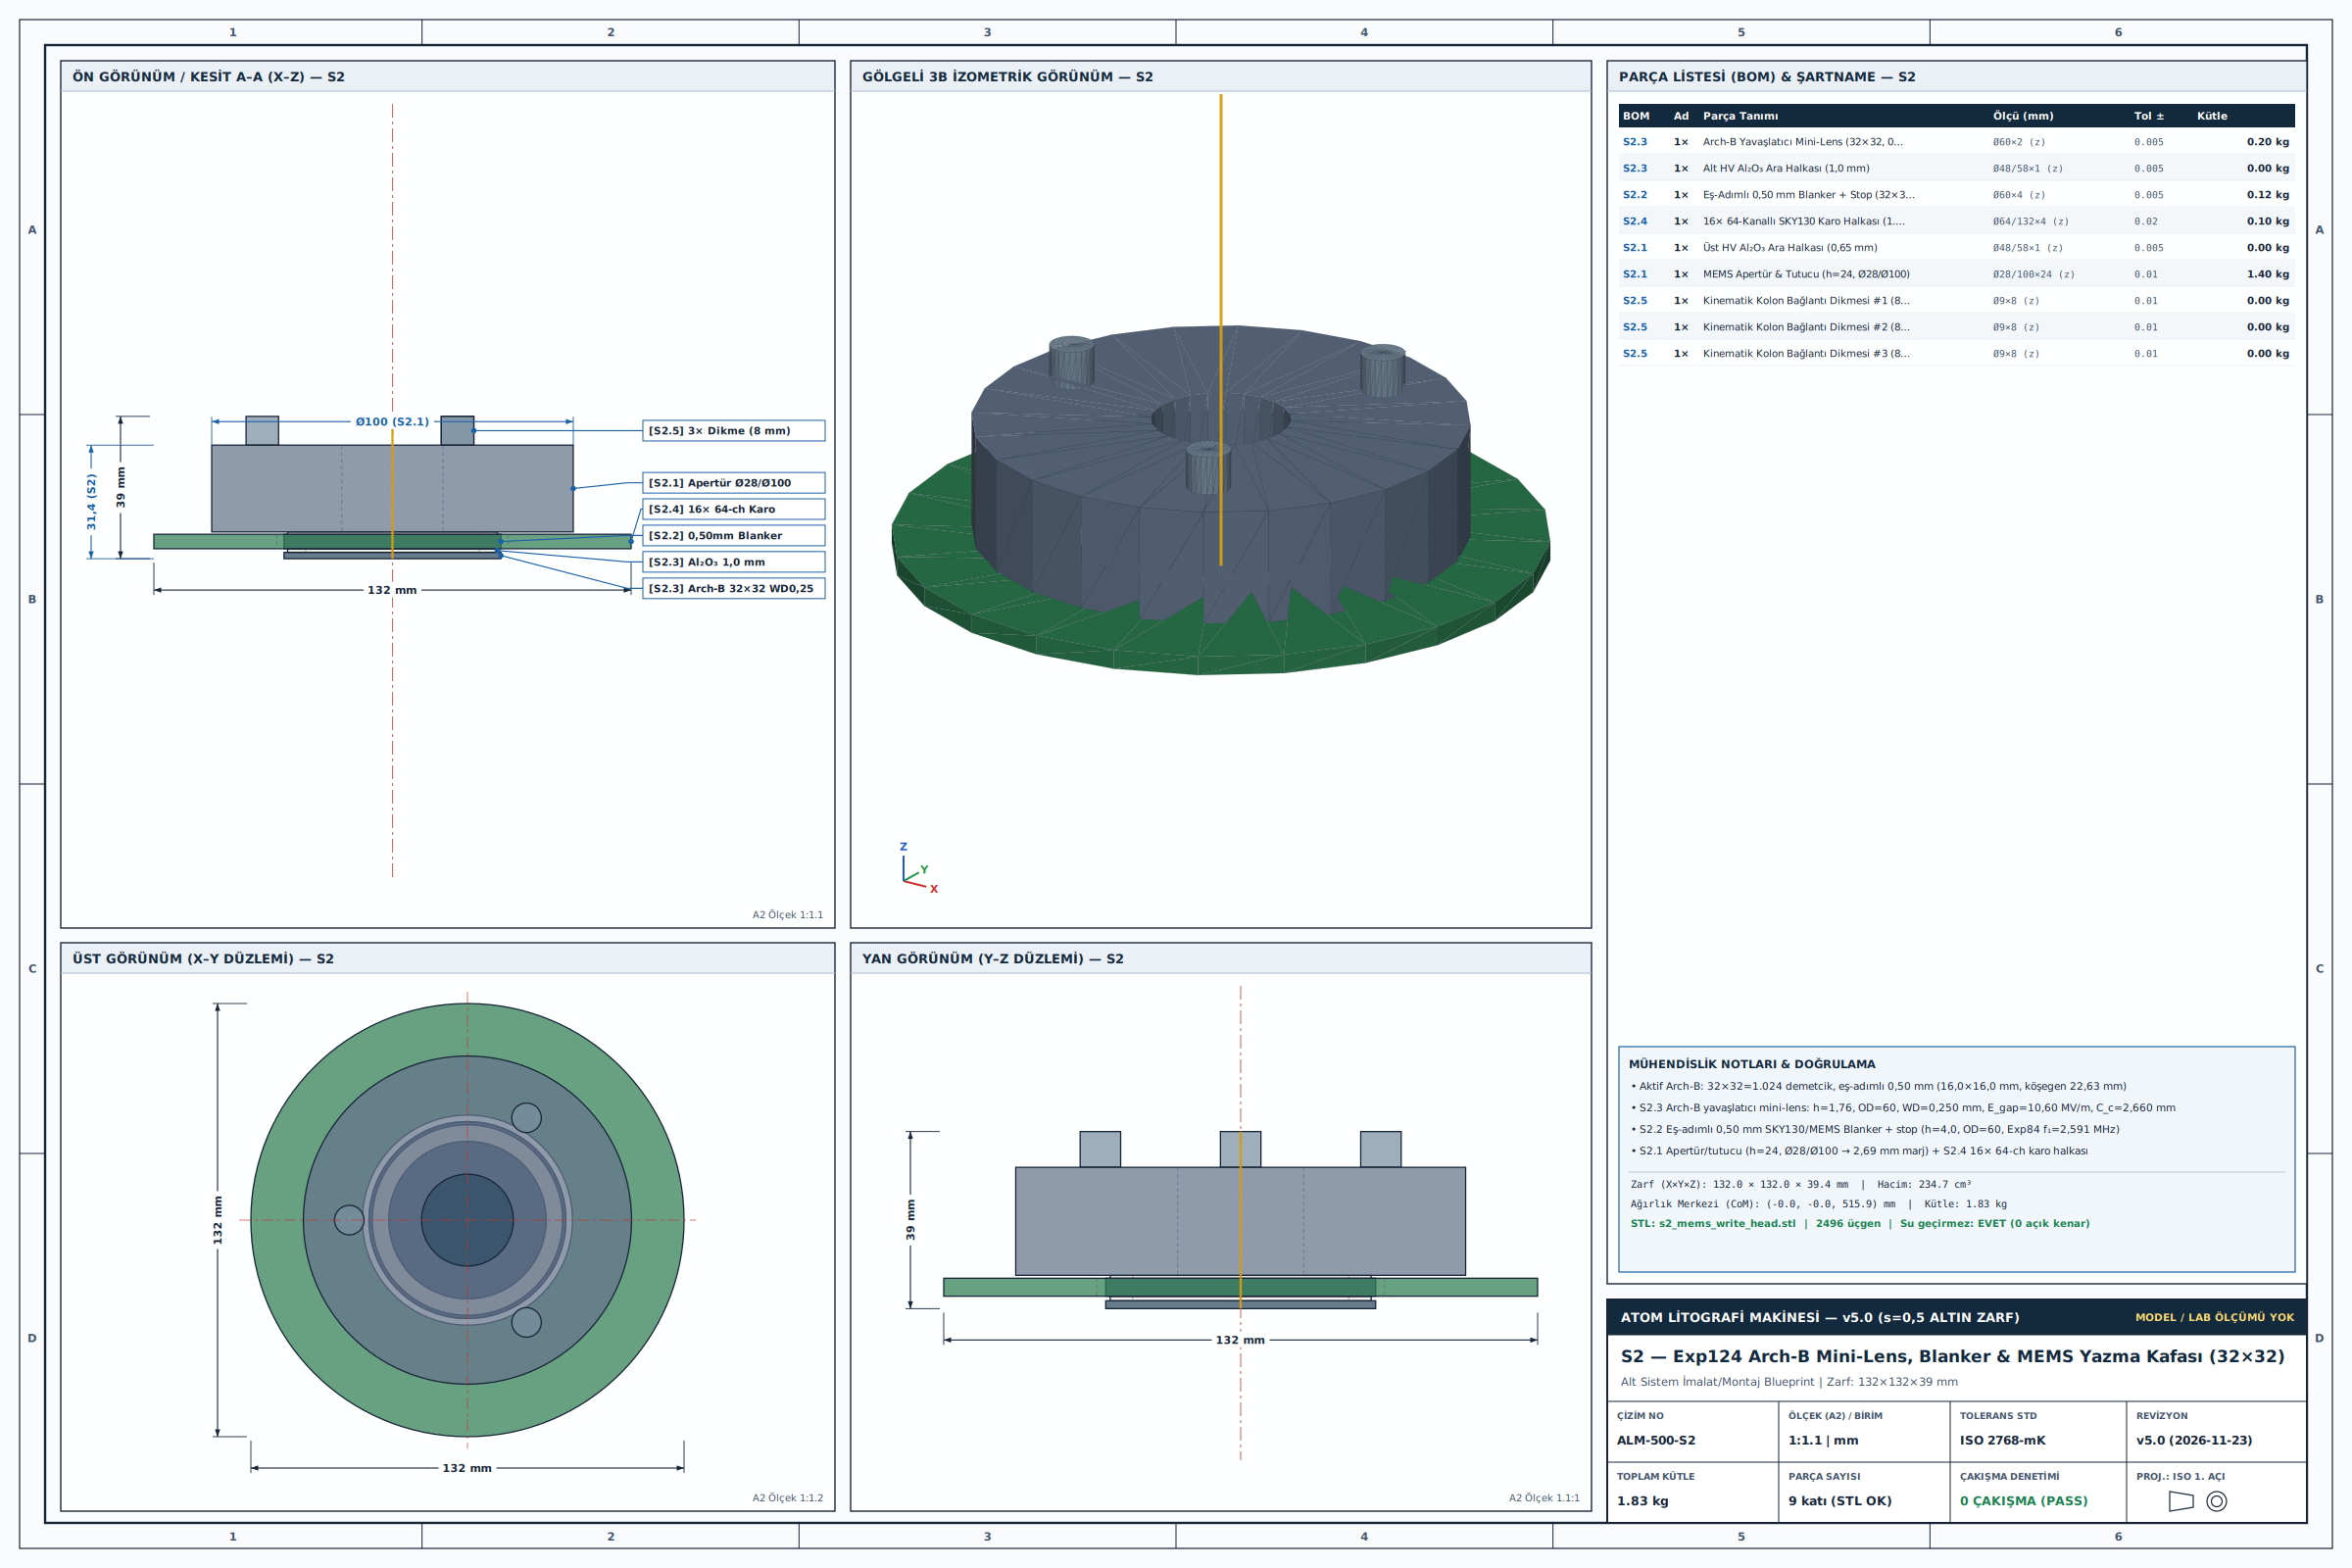 1 2 3 4 5 6
A
B
C
D
ÖN GÖRÜNÜM / KESİT A–A (X–Z) — S2
Ø100 (S2.1)
31,4 (S2)
39 mm
132 mm
[S2.5] 3× Dikme (8 mm)
[S2.1] Apertür Ø28/Ø100
[S2.4] 16× 64-ch Karo
[S2.2] 0,50mm Blanker
[S2.3] Al₂O₃ 1,0 mm
[S2.3] Arch-B 32×32 WD0,25
A2 Ölçek 1:1.1
GÖLGELİ 3B İZOMETRİK GÖRÜNÜM — S2
Z
Y
X
ÜST GÖRÜNÜM (X–Y DÜZLEMİ) — S2
132 mm
132 mm
A2 Ölçek 1:1.2
YAN GÖRÜNÜM (Y–Z DÜZLEMİ) — S2
39 mm
132 mm
A2 Ölçek 1.1:1
PARÇA LİSTESİ (BOM) & ŞARTNAME — S2
BOM Ad Parça Tanımı Ölçü (mm) Tol ± Kütle
S2.3 1× Arch-B Yavaşlatıcı Mini-Lens (32×32, 0... Ø60×2 (z) 0.005 0.20 kg
S2.3 1× Alt HV Al₂O₃ Ara Halkası (1,0 mm) Ø48/58×1 (z) 0.005 0.00 kg
S2.2 1× Eş-Adımlı 0,50 mm Blanker + Stop (32×3... Ø60×4 (z) 0.005 0.12 kg
S2.4 1× 16× 64-Kanallı SKY130 Karo Halkası (1.... Ø64/132×4 (z) 0.02 0.10 kg
S2.1 1× Üst HV Al₂O₃ Ara Halkası (0,65 mm) Ø48/58×1 (z) 0.005 0.00 kg
S2.1 1× MEMS Apertür & Tutucu (h=24, Ø28/Ø100) Ø28/100×24 (z) 0.01 1.40 kg
S2.5 1× Kinematik Kolon Bağlantı Dikmesi #1 (8... Ø9×8 (z) 0.01 0.00 kg
S2.5 1× Kinematik Kolon Bağlantı Dikmesi #2 (8... Ø9×8 (z) 0.01 0.00 kg
S2.5 1× Kinematik Kolon Bağlantı Dikmesi #3 (8... Ø9×8 (z) 0.01 0.00 kg
MÜHENDİSLİK NOTLARI & DOĞRULAMA
• Aktif Arch-B: 32×32=1.024 demetcik, eş-adımlı 0,50 mm (16,0×16,0 mm, köşegen 22,63 mm)
• S2.3 Arch-B yavaşlatıcı mini-lens: h=1,76, OD=60, WD=0,250 mm, E_gap=10,60 MV/m, C_c=2,660 mm
• S2.2 Eş-adımlı 0,50 mm SKY130/MEMS Blanker + stop (h=4,0, OD=60, Exp84 f₁=2,591 MHz)
• S2.1 Apertür/tutucu (h=24, Ø28/Ø100 → 2,69 mm marj) + S2.4 16× 64-ch karo halkası
Zarf (X×Y×Z): 132.0 × 132.0 × 39.4 mm | Hacim: 234.7 cm³
Ağırlık Merkezi (CoM): (-0.0, -0.0, 515.9) mm | Kütle: 1.83 kg
STL: s2_mems_write_head.stl | 2496 üçgen | Su geçirmez: EVET (0 açık kenar)
ATOM LİTOGRAFİ MAKİNESİ — v5.0 (s=0,5 ALTIN ZARF) MODEL / LAB ÖLÇÜMÜ YOK
S2 — Exp124 Arch-B Mini-Lens, Blanker & MEMS Yazma Kafası (32×32)
Alt Sistem İmalat/Montaj Blueprint | Zarf: 132×132×39 mm
ÇİZİM NO ÖLÇEK (A2) / BİRİM TOLERANS STD REVİZYON
ALM-500-S2 1:1.1 | mm ISO 2768-mK v5.0 (2026-11-23)
TOPLAM KÜTLE PARÇA SAYISI ÇAKIŞMA DENETİMİ PROJ.: ISO 1. AÇI
1.83 kg 9 katı (STL OK) 0 ÇAKIŞMA (PASS)
A
B
C
D
1 2 3 4 5 6